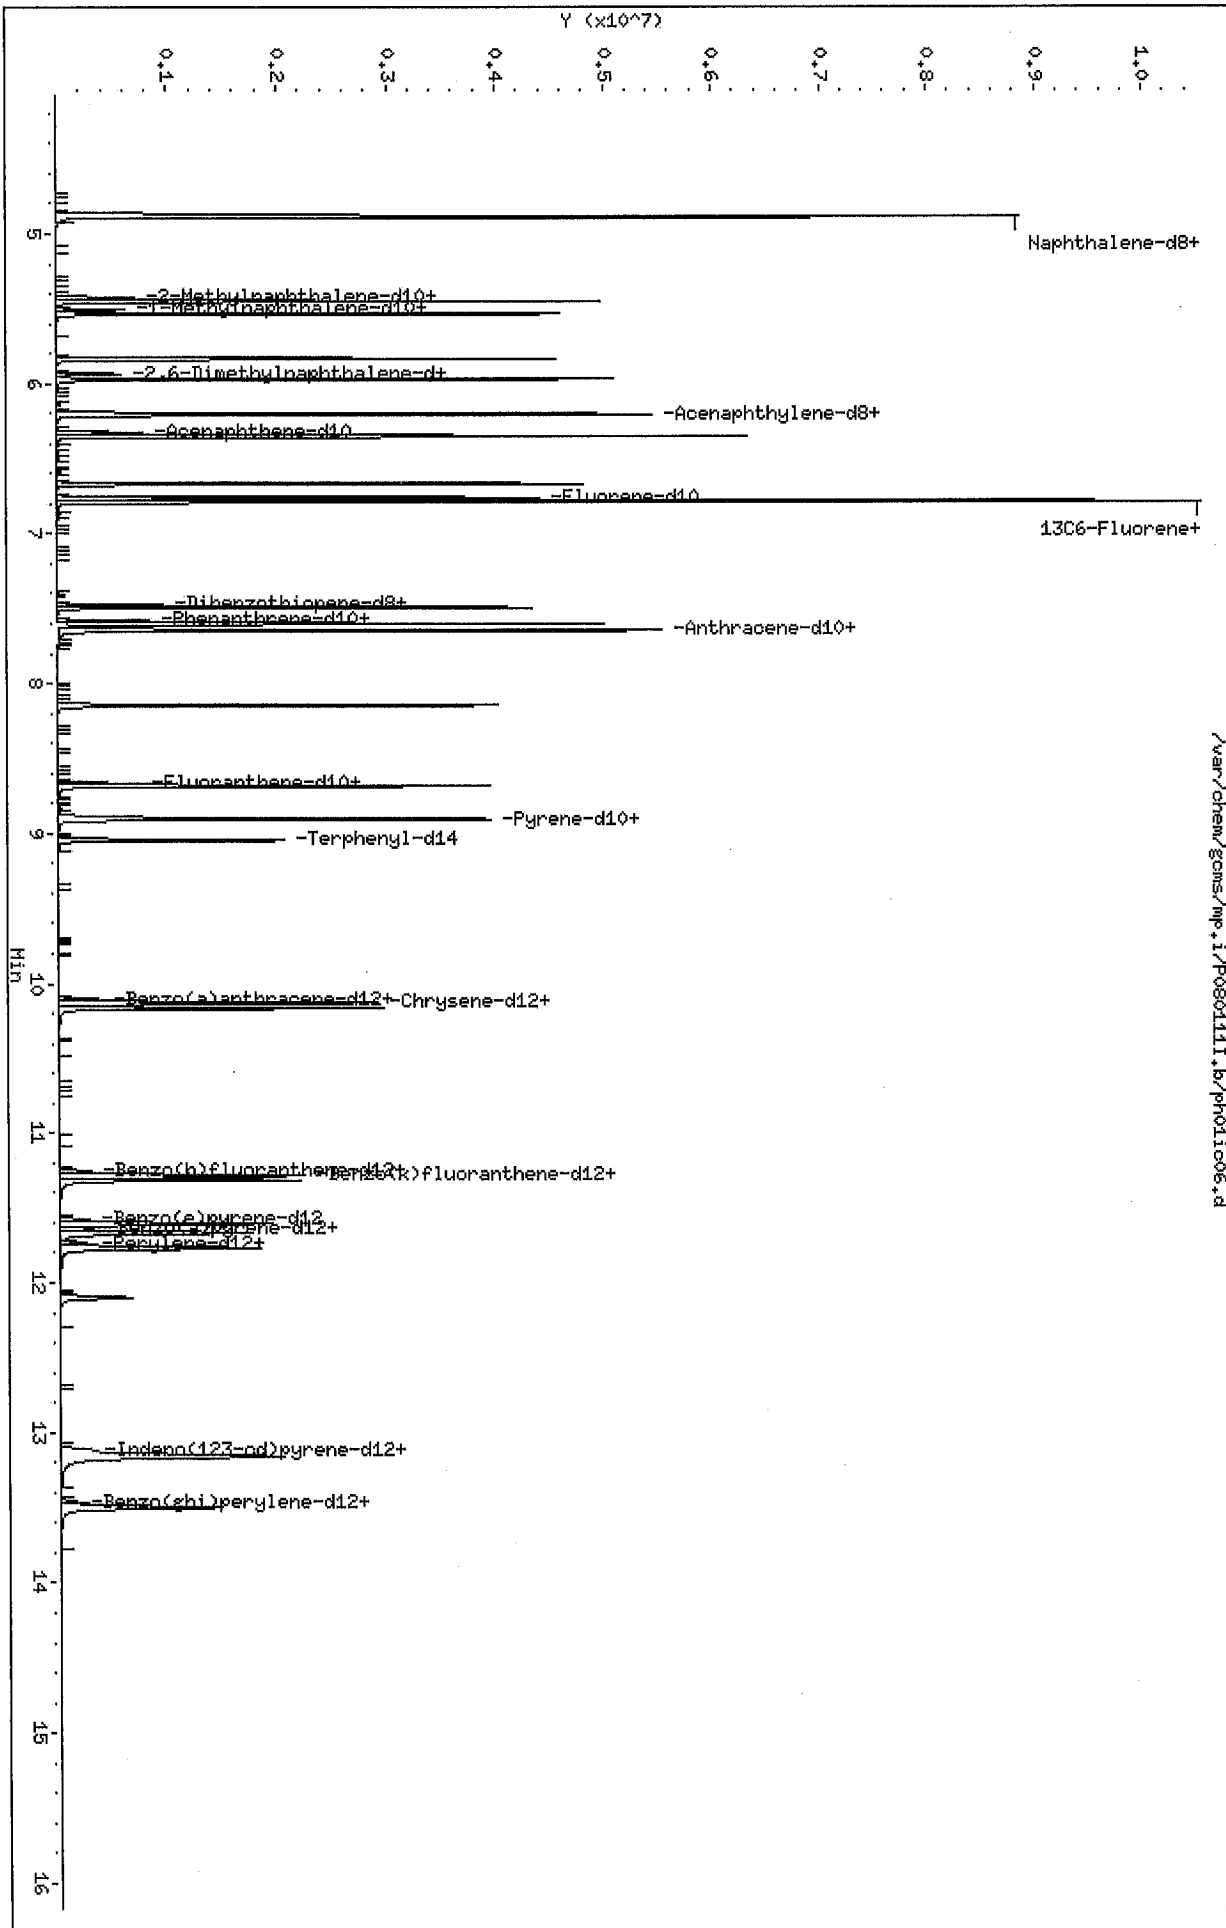 Y (x10^7)
0.1
0.2
0.3
0.4
0.5
0.6
0.7
0.8
0.9
1.0
/var/chem/gcms/mp.i/P080111I.b/ph01ic06.d
5
6
7
8
9
10
11
12
13
14
15
16
Min
Naphthalene-d8+
-2-Methylnaphthalene-d10+
-1-Methylnaphthalene-d10+
-2,6-Dimethylnaphthalene-d+
-Acenaphthylene-d8+
-Acenaphthene-d10
-Fluorene-d10
13C6-Fluorene+
-Dibenzothiopene-d8+
-Phenanthrene-d10+
-Anthracene-d10+
-Fluoranthene-d10+
-Pyrene-d10+
-Terphenyl-d14
-Benzo(a)anthracene-d12+
-Chrysene-d12+
-Benzo(b)fluoranthene-d12+
-Benzo(k)fluoranthene-d12+
-Benzo(e)pyrene-d12
-Benzo(a)pyrene-d12+
-Perylene-d12+
-Indeno(123-cd)pyrene-d12+
-Benzo(ghi)perylene-d12+